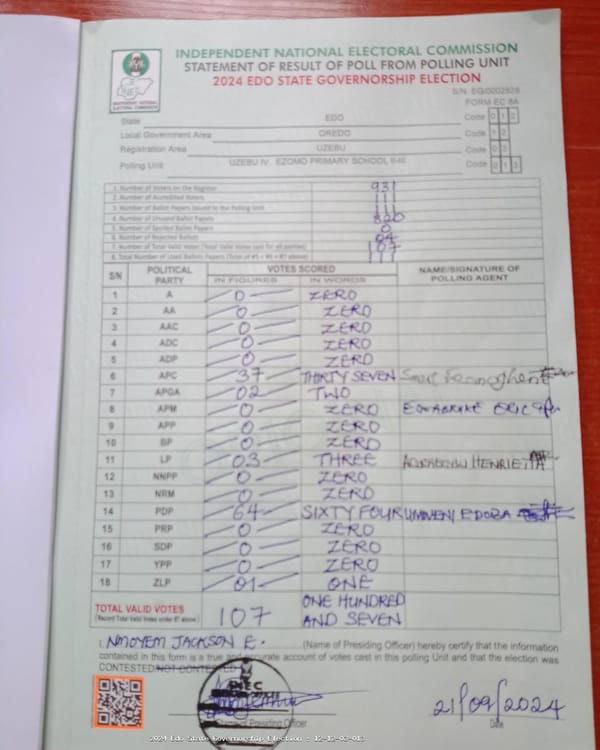 INDEPENDENT NATIONAL ELECTORAL COMMISSION
STATEMENT OF RESULT OF POLL FROM POLLING UNIT
2024 EDO STATE GOVERNORSHIP ELECTION
S/N EG/0002828
FORM EC 8A
INEC
INDEPENDENT NATIONAL ELECTORAL COMMISSION
State EDO Code 0 1 2
Local Government Area OREDO Code 1 2
Registration Area UZEBU Code 0 3
Polling Unit UZEBU IV EZOMO PRIMARY SCHOOL II-III Code 0 1 3
1. Number of Voters on the Register 931
2. Number of Accredited Voters
3. Number of Ballot Papers Issued to the Polling Unit
4. Number of Unused Ballot Papers 820
5. Number of Spoiled Ballot Papers 0
6. Number of Rejected Ballots 04
7. Number of Total Valid Votes (Total Valid Votes cast for all parties) 107
8. Total Number of Used Ballots Papers (Total of #5 + #6 + #7 above)
S/N POLITICAL PARTY VOTES SCORED NAME/SIGNATURE OF POLLING AGENT
IN FIGURES IN WORDS
1 A 0 ZERO
2 AA 0 ZERO
3 AAC 0 ZERO
4 ADC 0 ZERO
5 ADP 0 ZERO
6 APC 37 THIRTY SEVEN Smart
7 APGA 02 TWO
8 APM 0 ZERO ERIC
9 APP 0 ZERO
10 BP 0 ZERO
11 LP 03 THREE HENRIETTA
12 NNPP 0 ZERO
13 NRM 0 ZERO
14 PDP 64 SIXTY FOUR UMWENI EDOBA
15 PRP 0 ZERO
16 SDP 0 ZERO
17 YPP 0 ZERO
18 ZLP 01 ONE
TOTAL VALID VOTES 107 ONE HUNDRED
(Record Total Valid Votes under #7 above) AND SEVEN
I, NMOYEM JACKSON E. (Name of Presiding Officer) hereby certify that the information
contained in this form is a true and accurate account of votes cast in this polling Unit and that the election was
CONTESTED/NOT CONTESTED
INEC
21/09/2024
Signature of Presiding Officer Date
2024 Edo State Governorship Election : 12-12-03-013